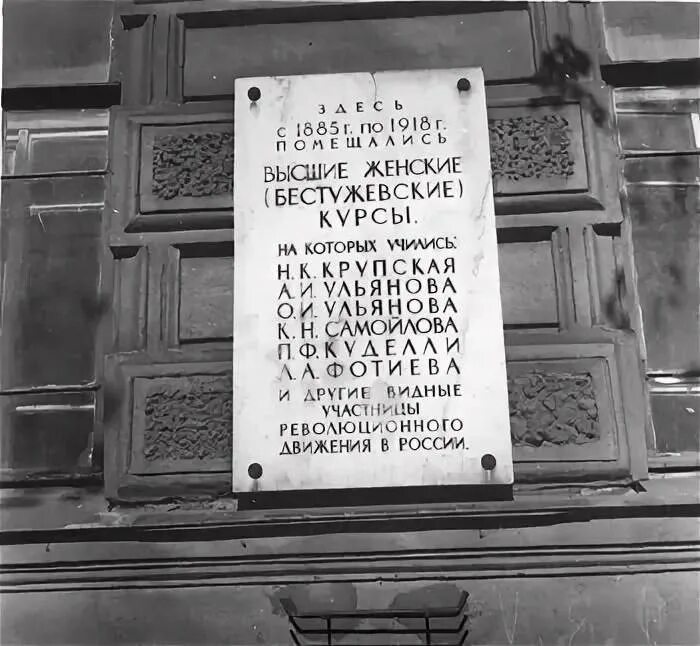 ЗДЕСЬ
С 1885 Г. ПО 1918 Г.
ПОМЕЩАЛИСЬ
ВЫСШИЕ ЖЕНСКИЕ
(БЕСТУЖЕВСКИЕ)
КУРСЫ.
НА КОТОРЫХ УЧИЛИСЬ:
Н. К. КРУПСКАЯ
А. И. УЛЬЯНОВА
О. И. УЛЬЯНОВА
К. Н. САМОЙЛОВА
П. Ф. КУДЕЛЛИ
Л. А. ФОТИЕВА
И ДРУГИЕ ВИДНЫЕ
УЧАСТНИЦЫ
РЕВОЛЮЦИОННОГО
ДВИЖЕНИЯ В РОССИИ.